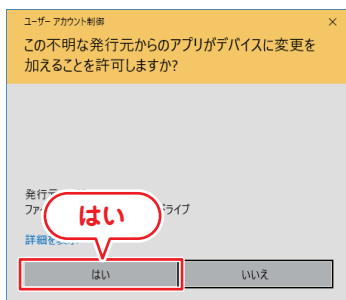 ユーザー アカウント制御
この不明な発行元からのアプリがデバイスに変更を
加えることを許可しますか?
発行元
ファ
ドライブ
はい
詳細を表示
はい
いいえ